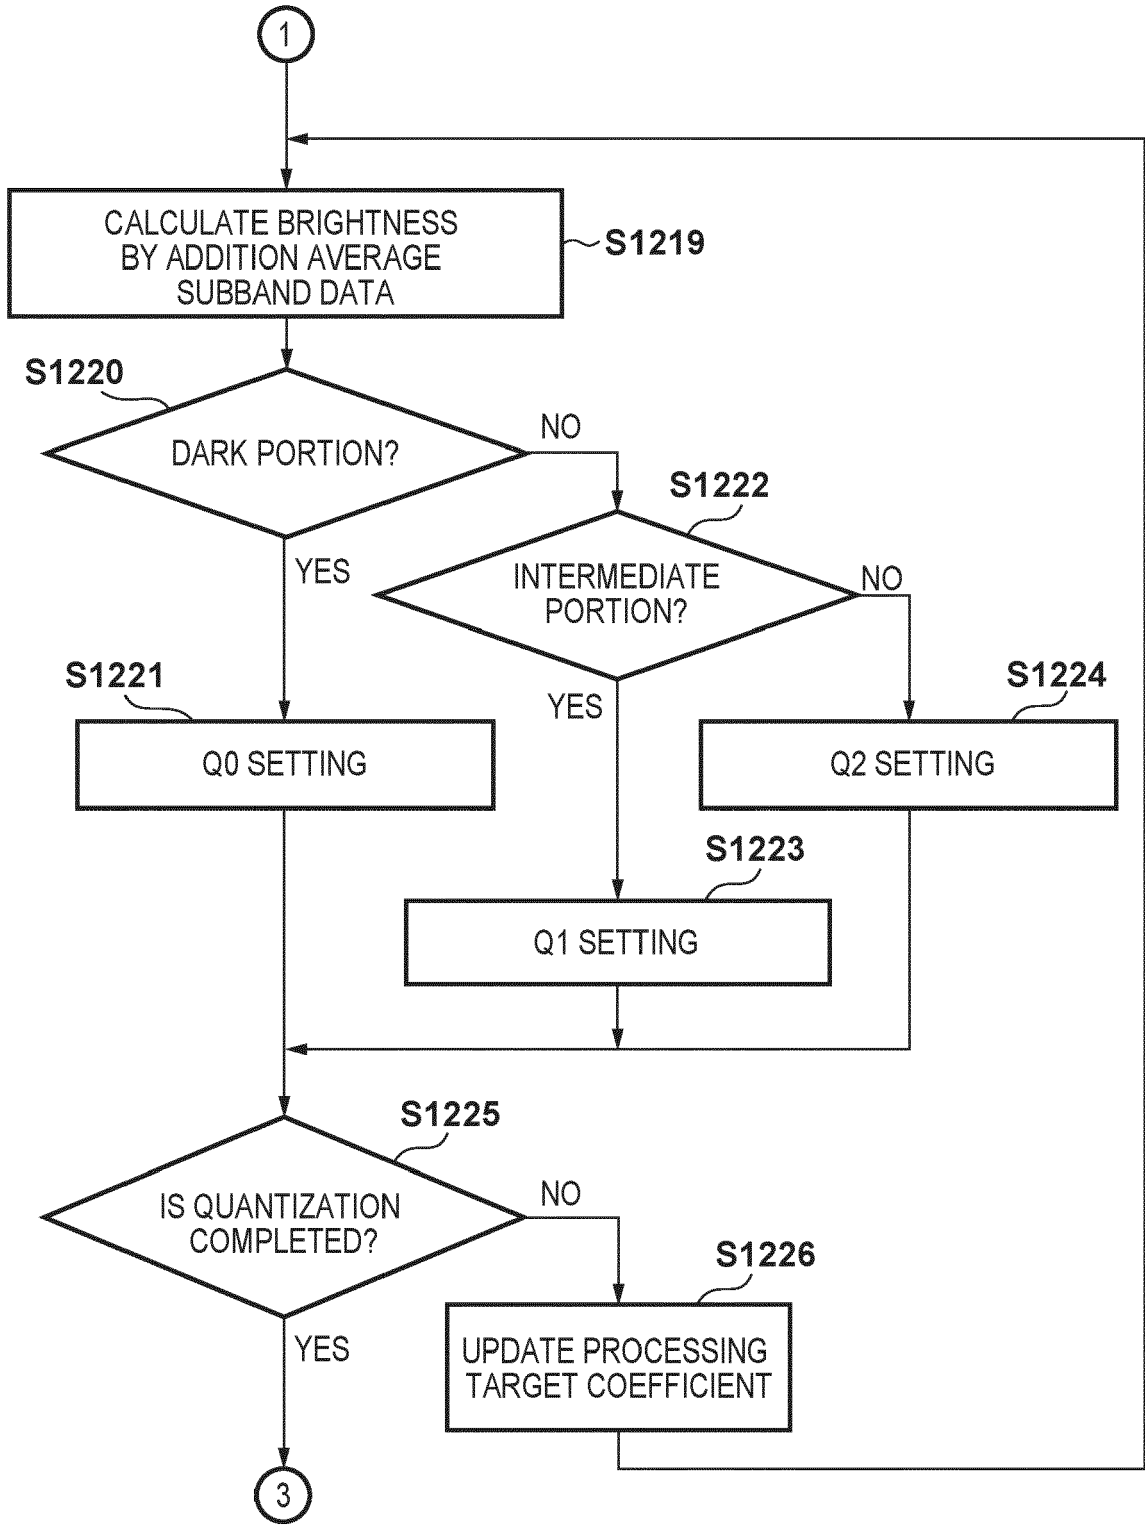 1
CALCULATE BRIGHTNESS
BY ADDITION AVERAGE
SUBBAND DATA
S1219
S1220
DARK PORTION?
NO
YES
S1222
INTERMEDIATE
PORTION?
NO
YES
S1221
Q0 SETTING
S1224
Q2 SETTING
S1223
Q1 SETTING
S1225
IS QUANTIZATION
COMPLETED?
NO
YES
S1226
UPDATE PROCESSING
TARGET COEFFICIENT
3